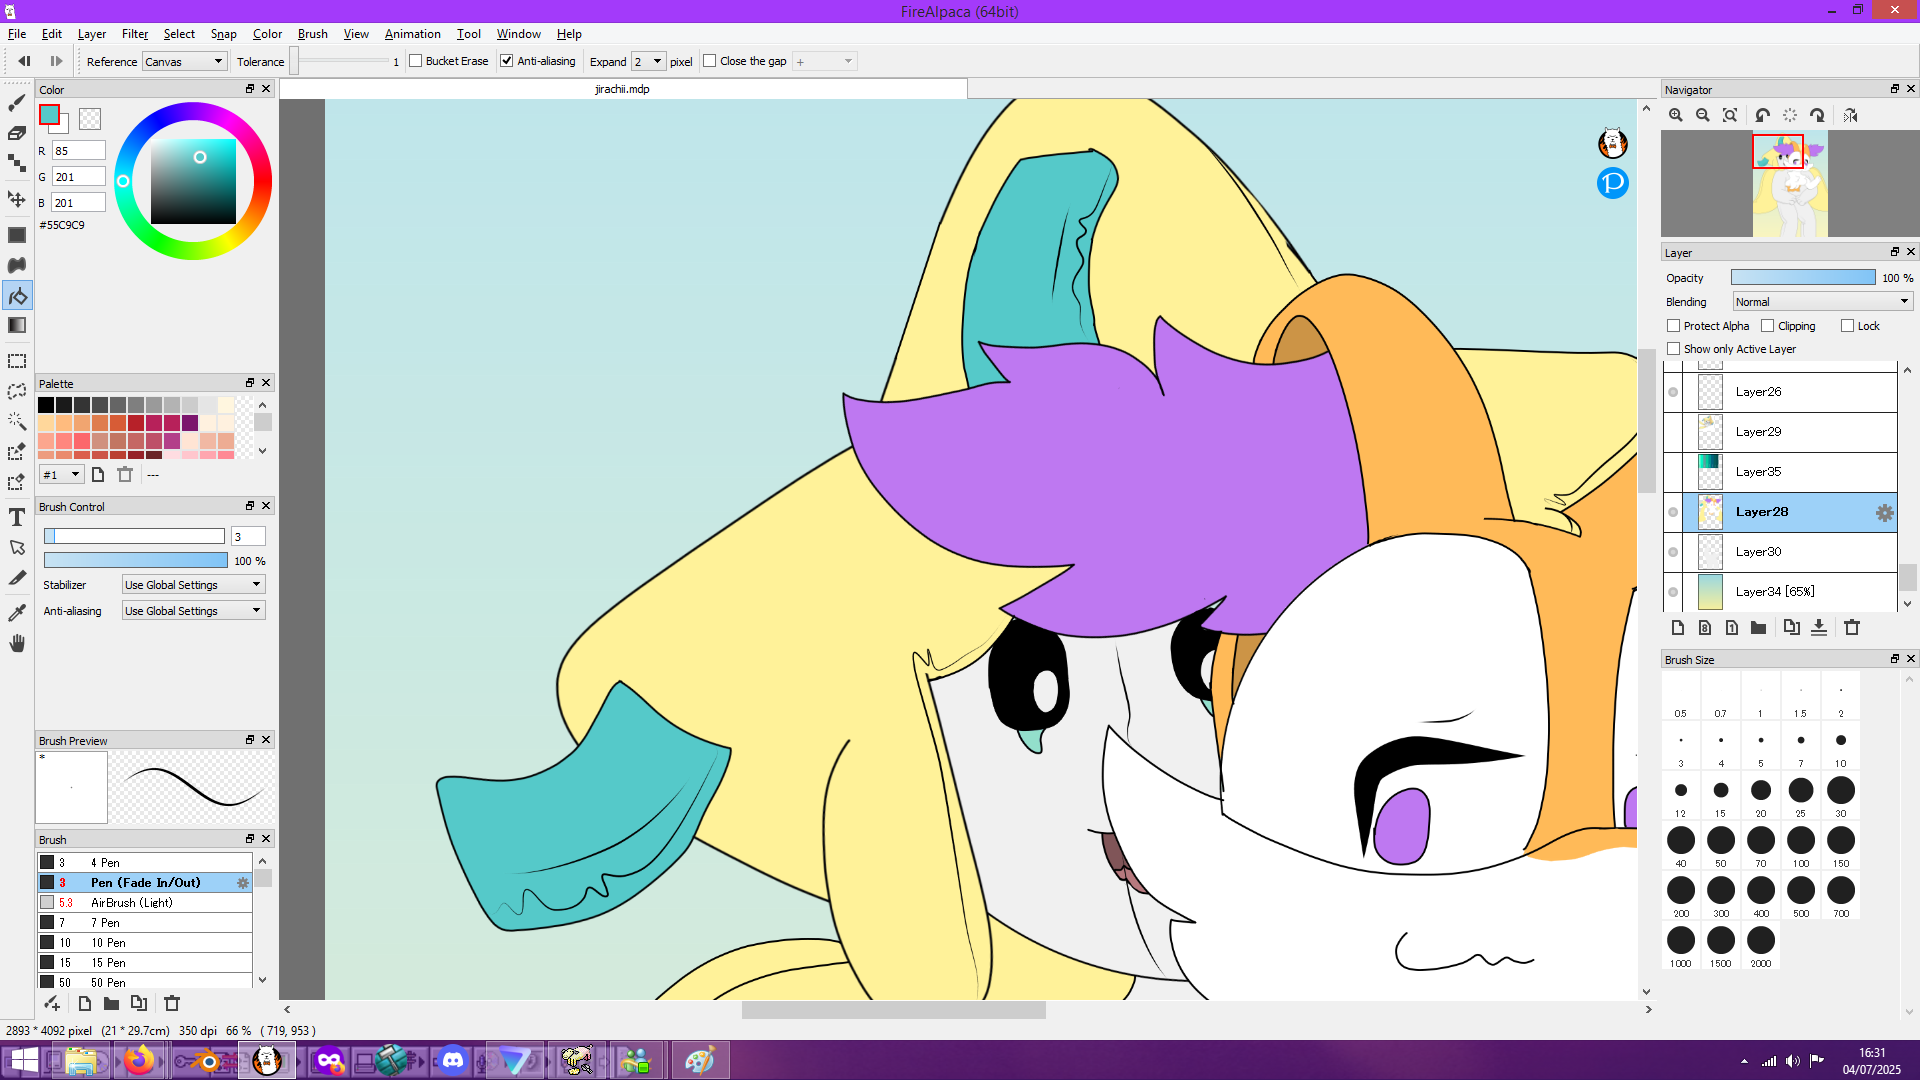 FireAlpaca (64bit)
File Edit Layer Filter Select Snap Color Brush View Animation Tool Window Help
Reference Canvas Tolerance 1 Bucket Erase Anti-aliasing Expand 2 pixel Close the gap +
Color
jirachii.mdp
Navigator
R 85
G 201
B 201
#55C9C9
Layer
Opacity 100 %
Blending Normal
Protect Alpha Clipping Lock
Show only Active Layer
Palette
Layer26
Layer29
#1 ---
Layer35
Brush Control
Layer28
3
Layer30
100 %
Stabilizer Use Global Settings
Layer34 [65%]
Anti-aliasing Use Global Settings
Brush Size
0.5 0.7 1 1.5 2
Brush Preview
*
3 4 5 7 10
12 15 20 25 30
Brush
3 4 Pen
40 50 70 100 150
3 Pen (Fade In/Out)
5.3 AirBrush (Light)
7 7 Pen
200 300 400 500 700
10 10 Pen
15 15 Pen
1000 1500 2000
50 50 Pen
2893 * 4092 pixel (21 * 29.7cm) 350 dpi 66 % ( 719, 953 )
16:31
04/07/2025